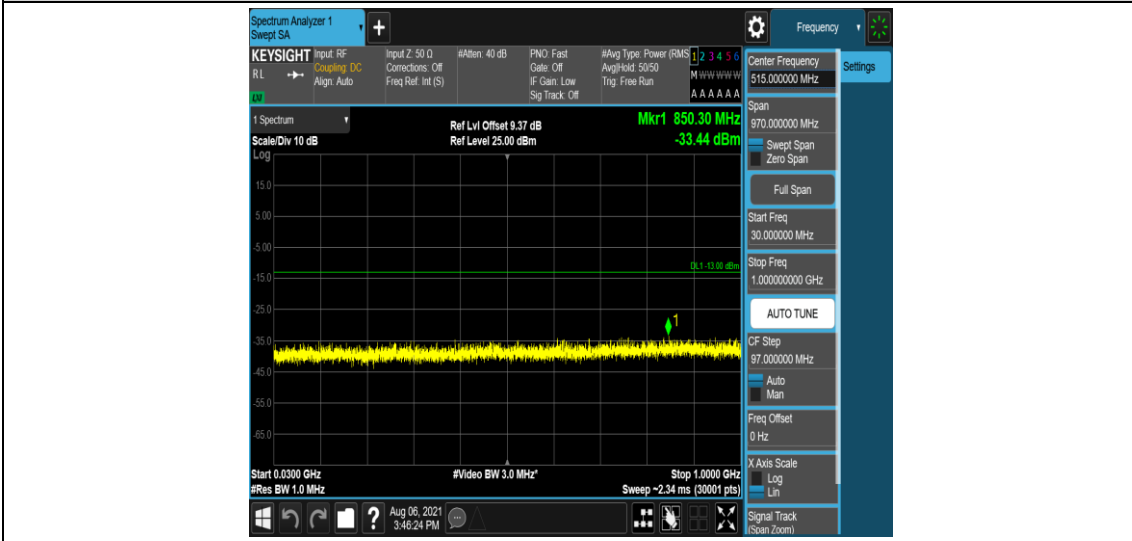 Spectrum Analyzer 1
Swept SA
+
Frequency
KEYSIGHT
RL
Input: RF
Coupling: DC
Align: Auto
Input Z: 50 Ω
Corrections: Off
Freq Ref: Int (S)
#Atten: 40 dB
PNO: Fast
Gate: Off
IF Gain: Low
Sig Track: Off
#Avg Type: Power (RMS
Avg|Hold: 50/50
Trig: Free Run
1 2 3 4 5 6
M W W W W W
A A A A A A
1 Spectrum
Scale/Div 10 dB
Log
Ref Lvl Offset 9.37 dB
Ref Level 25.00 dBm
Mkr1 850.30 MHz
-33.44 dBm
15.0
5.00
-5.00
DL1 -13.00 dBm
-15.0
-25.0
1
-35.0
-45.0
-55.0
-65.0
Start 0.0300 GHz
#Res BW 1.0 MHz
#Video BW 3.0 MHz*
Stop 1.0000 GHz
Sweep ~2.34 ms (30001 pts)
?
Aug 06, 2021
3:46:24 PM
Center Frequency
515.000000 MHz
Settings
Span
970.000000 MHz
Swept Span
Zero Span
Full Span
Start Freq
30.000000 MHz
Stop Freq
1.000000000 GHz
AUTO TUNE
CF Step
97.000000 MHz
Auto
Man
Freq Offset
0 Hz
X Axis Scale
Log
Lin
Signal Track
(Span Zoom)